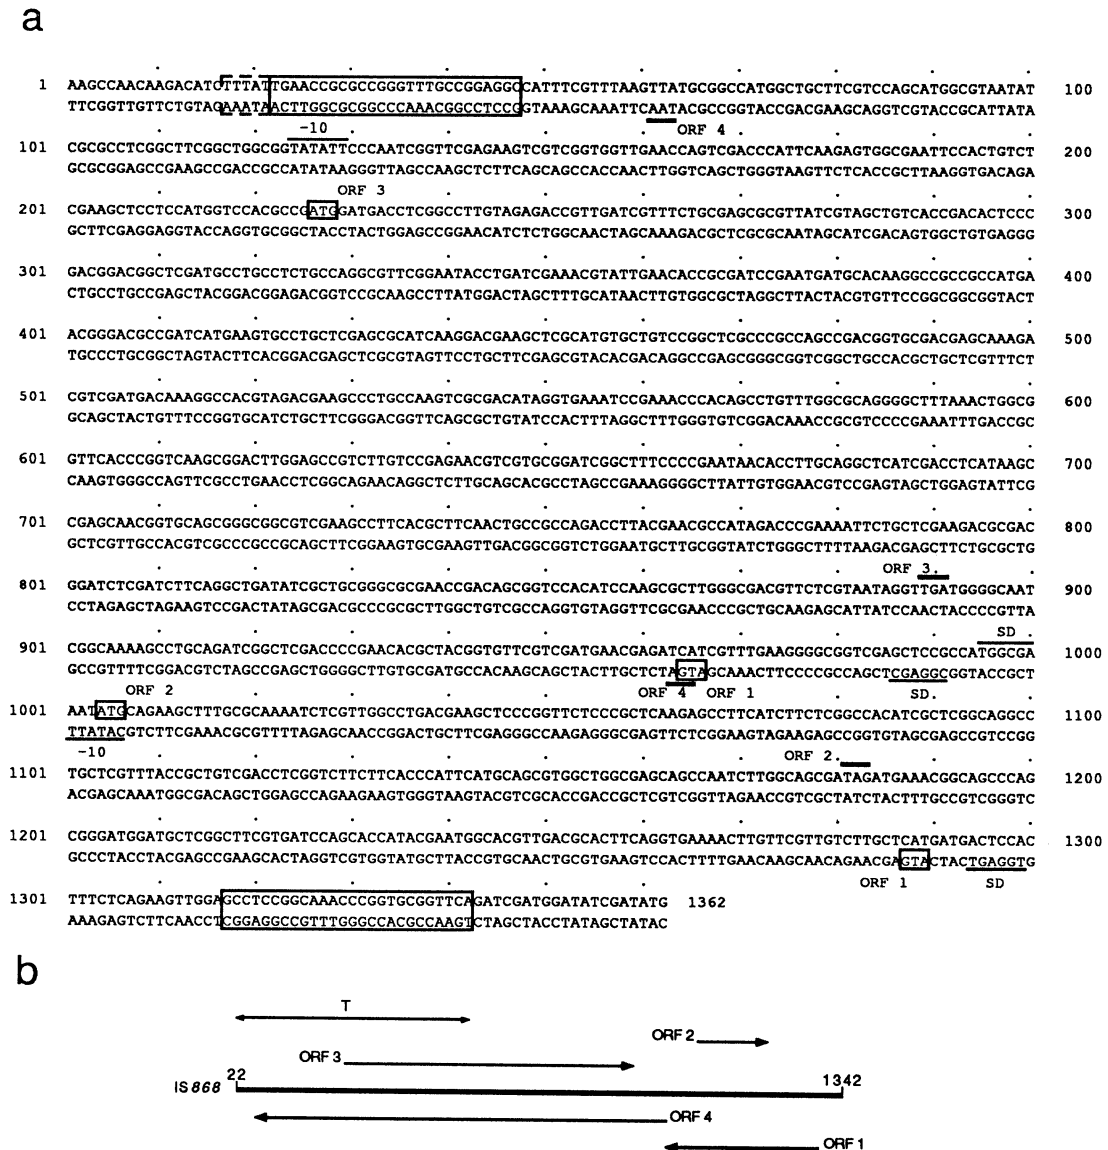 a
1 AAGCCAACAAGACATGTTTATTGAACCGCGCCGGGTTTGCCGGAGGCCATTTCGTTTAAGTTATGCGGCCATGGCTGCTTCGTCCAGCATGGCGTAATAT 100
TTCGGTTGTTCTGTAGAAATAACTTGGCGCGGCCCAAACGGCCTCCGGTAAAGCAAATTCAATACGCCGGTACCGACGAAGCAGGTCGTACCGCATTATA
-10 ORF 4
101 CGCGCCTCGGCTTCGGCTGGCGGTATATTCCCAATCGGTTCGAGAAGTCGTCGGTGGTTGAACCAGTCGACCCATTCAAGAGTGGCGAATTCCACTGTCT 200
GCGCGGAGCCGAAGCCGACCGCCATATAAGGGTTAGCCAAGCTCTTCAGCAGCCACCAACTTGGTCAGCTGGGTAAGTTCTCACCGCTTAAGGTGACAGA
ORF 3
201 CGAAGCTCCTCCATGGTCCACGCCGATGGATGACCTCGGCCTTGTAGAGACCGTTGATCGTTTCTGCGAGCGCGTTATCGTAGCTGTCACCGACACTCCC 300
GCTTCGAGGAGGTACCAGGTGCGGCTACCTACTGGAGCCGGAACATCTCTGGCAACTAGCAAAGACGCTCGCGCAATAGCATCGACAGTGGCTGTGAGGG
301 GACGGACGGCTCGATGCCTGCCTCTGCCAGGCGTTCGGAATACCTGATCGAAACGTATTGAACACCGCGATCCGAATGATGCACAAGGCCGCCGCCATGA 400
CTGCCTGCCGAGCTACGGACGGAGACGGTCCGCAAGCCTTATGGACTAGCTTTGCATAACTTGTGGCGCTAGGCTTACTACGTGTTCCGGCGGCGGTACT
401 ACGGGACGCCGATCATGAAGTGCCTGCTCGAGCGCATCAAGGACGAAGCTCGCATGTGCTGTCCGGCTCGCCCGCCAGCCGACGGTGCGACGAGCAAAGA 500
TGCCCTGCGGCTAGTACTTCACGGACGAGCTCGCGTAGTTCCTGCTTCGAGCGTACACGACAGGCCGAGCGGGCGGTCGGCTGCCACGCTGCTCGTTTCT
501 CGTCGATGACAAAGGCCACGTAGACGAAGCCCTGCCAAGTCGCGACATAGGTGAAATCCGAAACCCACAGCCTGTTTGGCGCAGGGGCTTTAAACTGGCG 600
GCAGCTACTGTTTCCGGTGCATCTGCTTCGGGACGGTTCAGCGCTGTATCCACTTTAGGCTTTGGGTGTCGGACAAACCGCGTCCCCGAAATTTGACCGC
601 GTTCACCCGGTCAAGCGGACTTGGAGCCGTCTTGTCCGAGAACGTCGTGCGGATCGGCTTTCCCCGAATAACACCTTGCAGGCTCATCGACCTCATAAGC 700
CAAGTGGGCCAGTTCGCCTGAACCTCGGCAGAACAGGCTCTTGCAGCACGCCTAGCCGAAAGGGGCTTATTGTGGAACGTCCGAGTAGCTGGAGTATTCG
701 CGAGCAACGGTGCAGCGGGCGGCGTCGAAGCCTTCACGCTTCAACTGCCGCCAGACCTTACGAACGCCATAGACCCGAAAATTCTGCTCGAAGACGCGAC 800
GCTCGTTGCCACGTCGCCCGCCGCAGCTTCGGAAGTGCGAAGTTGACGGCGGTCTGGAATGCTTGCGGTATCTGGGCTTTTAAGACGAGCTTCTGCGCTG
ORF 3.
801 GGATCTCGATCTTCAGGCTGATATCGCTGCGGGCGCGAACCGACAGCGGTCCACATCCAAGCGCTTGGGCGACGTTCTCGTAATAGGTTGATGGGGCAAT 900
CCTAGAGCTAGAAGTCCGACTATAGCGACGCCCGCGCTTGGCTGTCGCCAGGTGTAGGTTCGCGAACCCGCTGCAAGAGCATTATCCAACTACCCCGTTA
SD
901 CGGCAAAAGCCTGCAGATCGGCTCGACCCCGAACACGCTACGGTGTTCGTCGATGAACGAGATCATCGTTTGAAGGGGCGGTCGAGCTCCGCCATGGCGA 1000
GCCGTTTTCGGACGTCTAGCCGAGCTGGGGCTTGTGCGATGCCACAAGCAGCTACTTGCTCTAGTAGCAAACTTCCCCGCCAGCTCGAGGCGGTACCGCT
ORF 2 ORF 4 ORF 1 SD.
1001 AATATGCAGAAGCTTTGCGCAAAATCTCGTTGGCCTGACGAAGCTCCCGGTTCTCCCGCTCAAGAGCCTTCATCTTCTCGGCCACATCGCTCGGCAGGCC 1100
TTATACGTCTTCGAAACGCGTTTTAGAGCAACCGGACTGCTTCGAGGGCCAAGAGGGCGAGTTCTCGGAAGTAGAAGAGCCGGTGTAGCGAGCCGTCCGG
-10 ORF 2.
1101 TGCTCGTTTACCGCTGTCGACCTCGGTCTTCTTCACCCATTCATGCAGCGTGGCTGGCGAGCAGCCAATCTTGGCAGCGATAGATGAAACGGCAGCCCAG 1200
ACGAGCAAATGGCGACAGCTGGAGCCAGAAGAAGTGGGTAAGTACGTCGCACCGACCGCTCGTCGGTTAGAACCGTCGCTATCTACTTTGCCGTCGGGTC
1201 CGGGATGGATGCTCGGCTTCGTGATCCAGCACCATACGAATGGCACGTTGACGCACTTCAGGTGAAAACTTGTTCGTTGTCTTGCTCATGATGACTCCAC 1300
GCCCTACCTACGAGCCGAAGCACTAGGTCGTGGTATGCTTACCGTGCAACTGCGTGAAGTCCACTTTTGAACAAGCAACAGAACGAGTACTACTGAGGTG
ORF 1 SD
1301 TTTCTCAGAAGTTGGAGCCTCCGGCAAACCCGGTGCGGTTCAGATCGATGGATATCGATATG 1362
AAAGAGTCTTCAACCTCGGAGGCCGTTTGGGCCACGCCAAGTCTAGCTACCTATAGCTATAC
b
T
ORF 2
ORF 3
22 1342
IS868
ORF 4
ORF 1